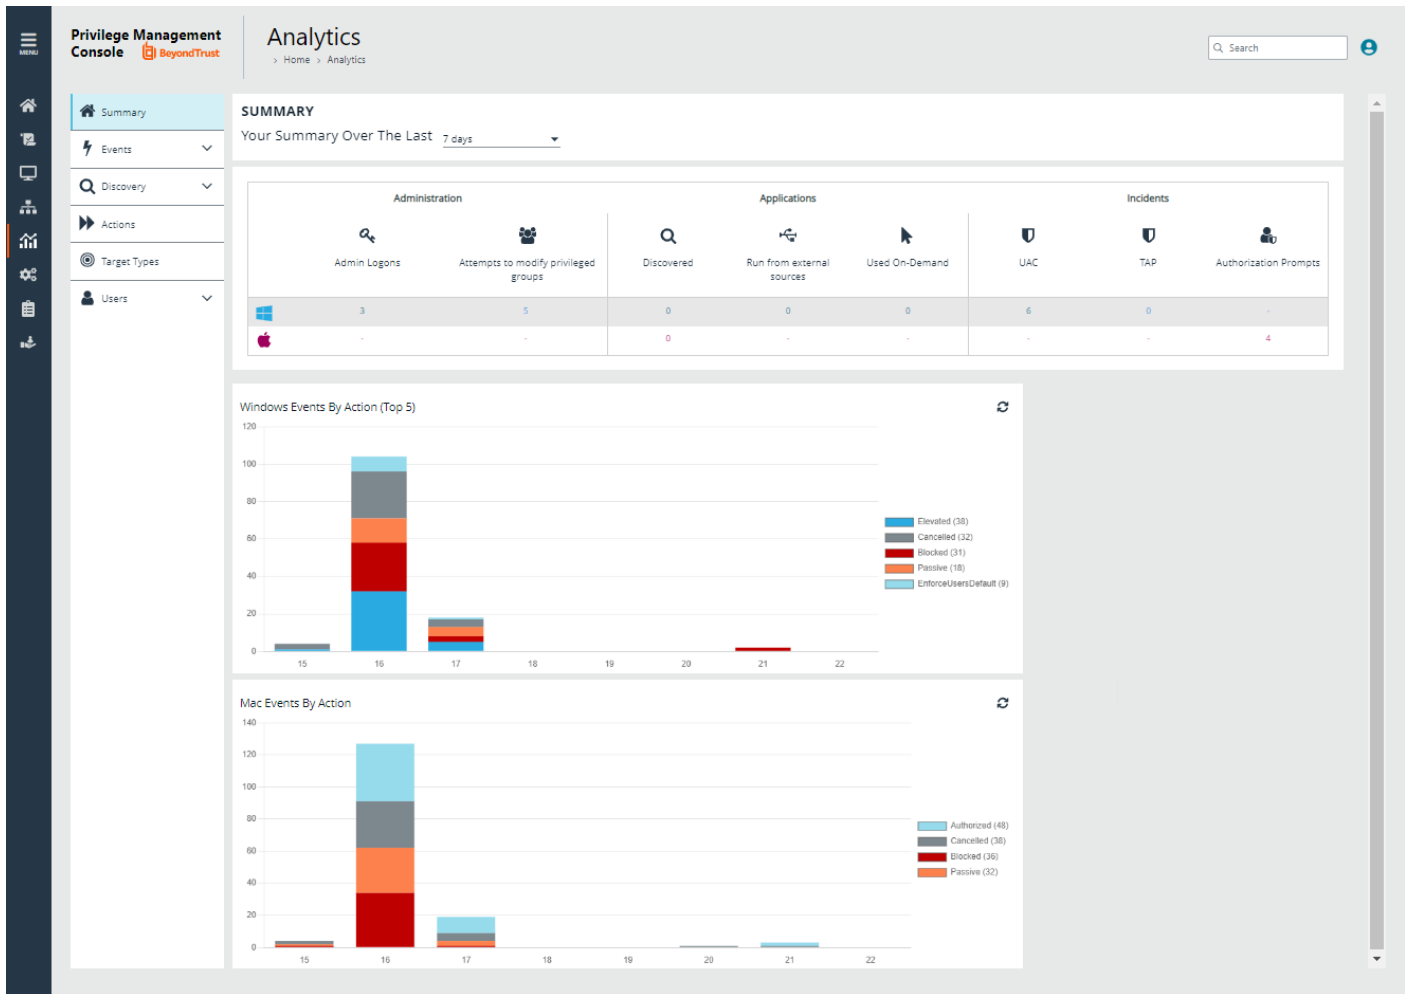 MENU
Privilege Management
Console BeyondTrust
Analytics
> Home > Analytics
Search
Summary
Events
Discovery
Actions
Target Types
Users
SUMMARY
Your Summary Over The Last 7 days
Administration Applications Incidents
Admin Logons Attempts to modify privileged groups Discovered Run from external sources Used On-Demand UAC TAP Authorization Prompts
3 5 0 0 0 6 0 -
- - 0 - - - - 4
Windows Events By Action (Top 5)
120
100
80
60
40
20
0
15 16 17 18 19 20 21 22
Elevated (38)
Cancelled (32)
Blocked (31)
Passive (18)
EnforceUsersDefault (9)
Mac Events By Action
140
120
100
80
60
40
20
0
15 16 17 18 19 20 21 22
Authorized (48)
Cancelled (38)
Blocked (36)
Passive (32)